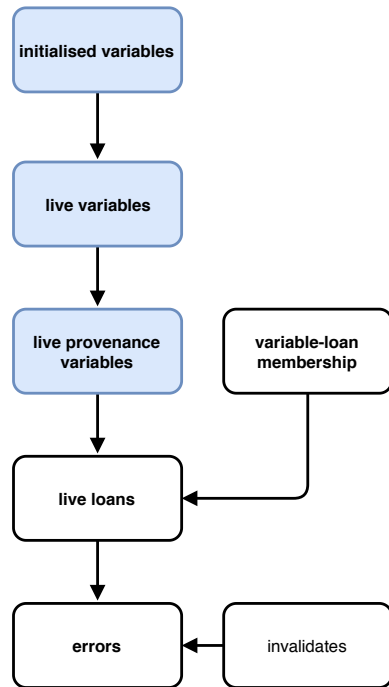 initialised variables
live variables
live provenance
variables
variable-loan
membership
live loans
errors
invalidates